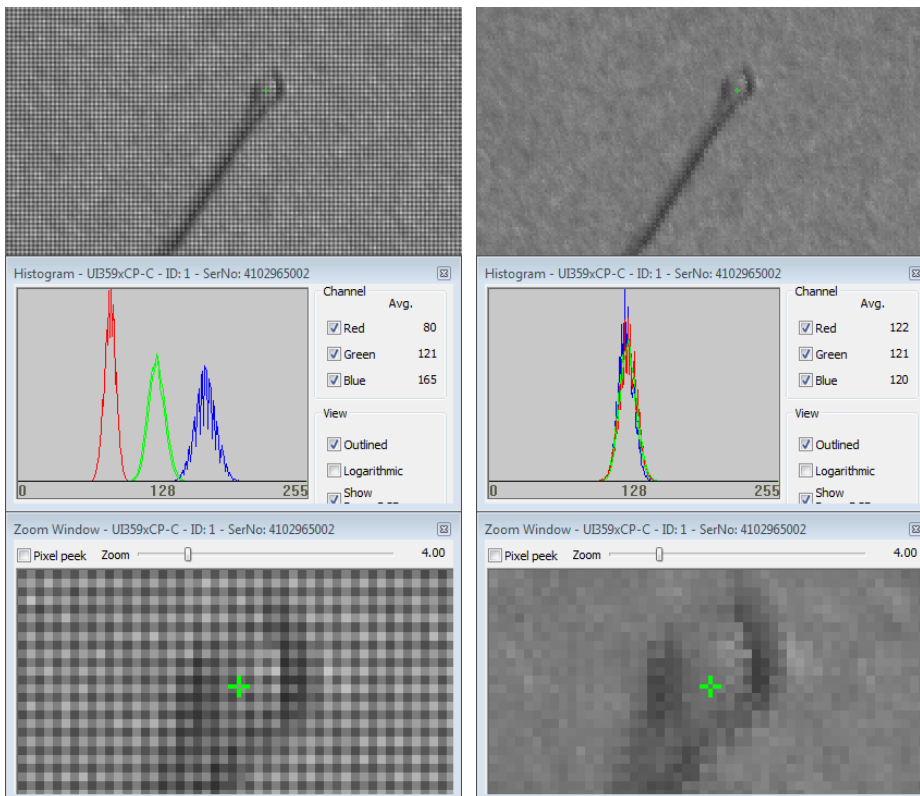 Histogram - UI359xCP-C - ID: 1 - SerNo: 4102965002
Channel
Avg.
Red 80
Green 121
Blue 165
View
Outlined
Logarithmic
Show
0 128 255
Zoom Window - UI359xCP-C - ID: 1 - SerNo: 4102965002
Pixel peek Zoom 4.00
Histogram - UI359xCP-C - ID: 1 - SerNo: 4102965002
Channel
Avg.
Red 122
Green 121
Blue 120
View
Outlined
Logarithmic
Show
0 128 255
Zoom Window - UI359xCP-C - ID: 1 - SerNo: 4102965002
Pixel peek Zoom 4.00